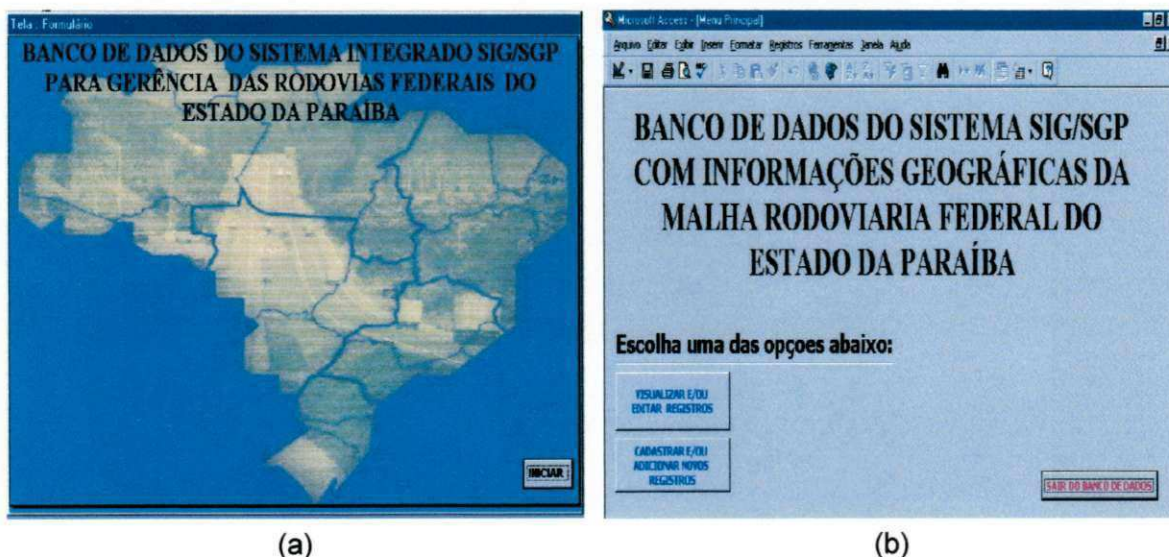 Tela : Formulário
BANCO DE DADOS DO SISTEMA INTEGRADO SIG/SGP
PARA GERÊNCIA DAS RODOVIAS FEDERAIS DO
ESTADO DA PARAÍBA
INICIAR
(a)
Microsoft Access - [Menu Principal]
Arquivo Editar Exibir Inserir Formatar Registros Ferramentas Janela Ajuda
BANCO DE DADOS DO SISTEMA SIG/SGP
COM INFORMAÇÕES GEOGRÁFICAS DA
MALHA RODOVIARIA FEDERAL DO
ESTADO DA PARAÍBA
Escolha uma das opçoes abaixo:
VISUALIZAR E/OU
EDITAR REGISTROS
CADASTRAR E/OU
ADICIONAR NOVOS
REGISTROS
SAIR DO BANCO DE DADOS
(b)